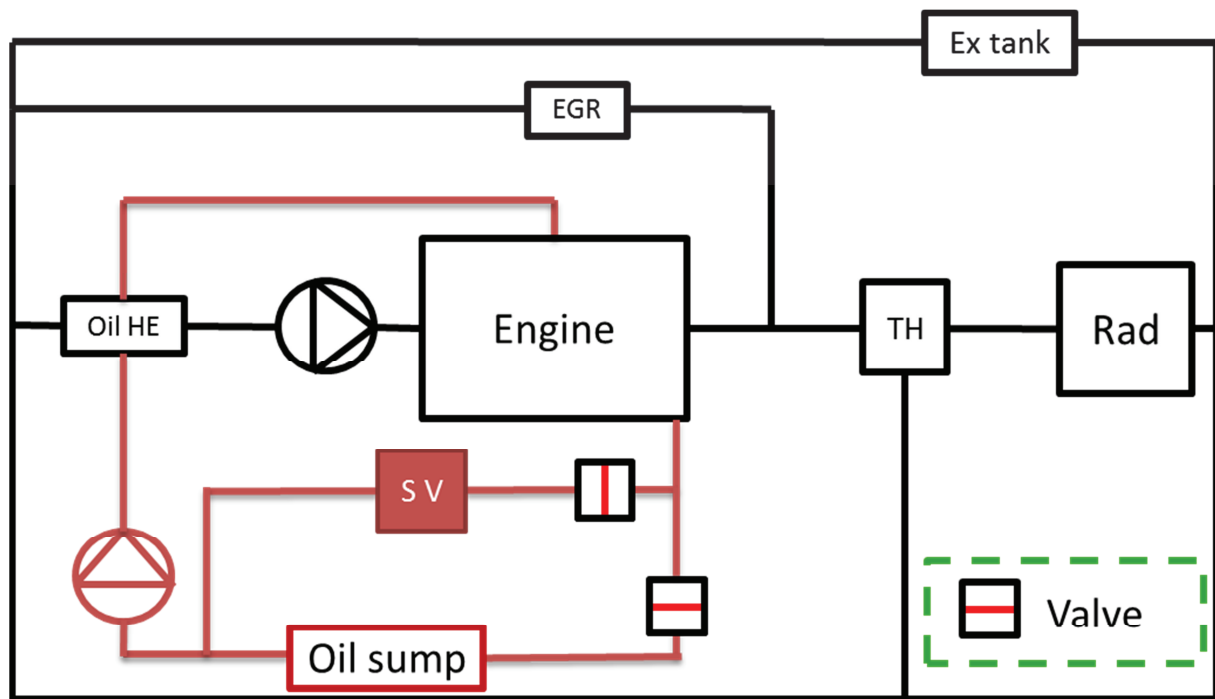 Ex tank
EGR
Oil HE
Engine
TH
Rad
S V
Valve
Oil sump